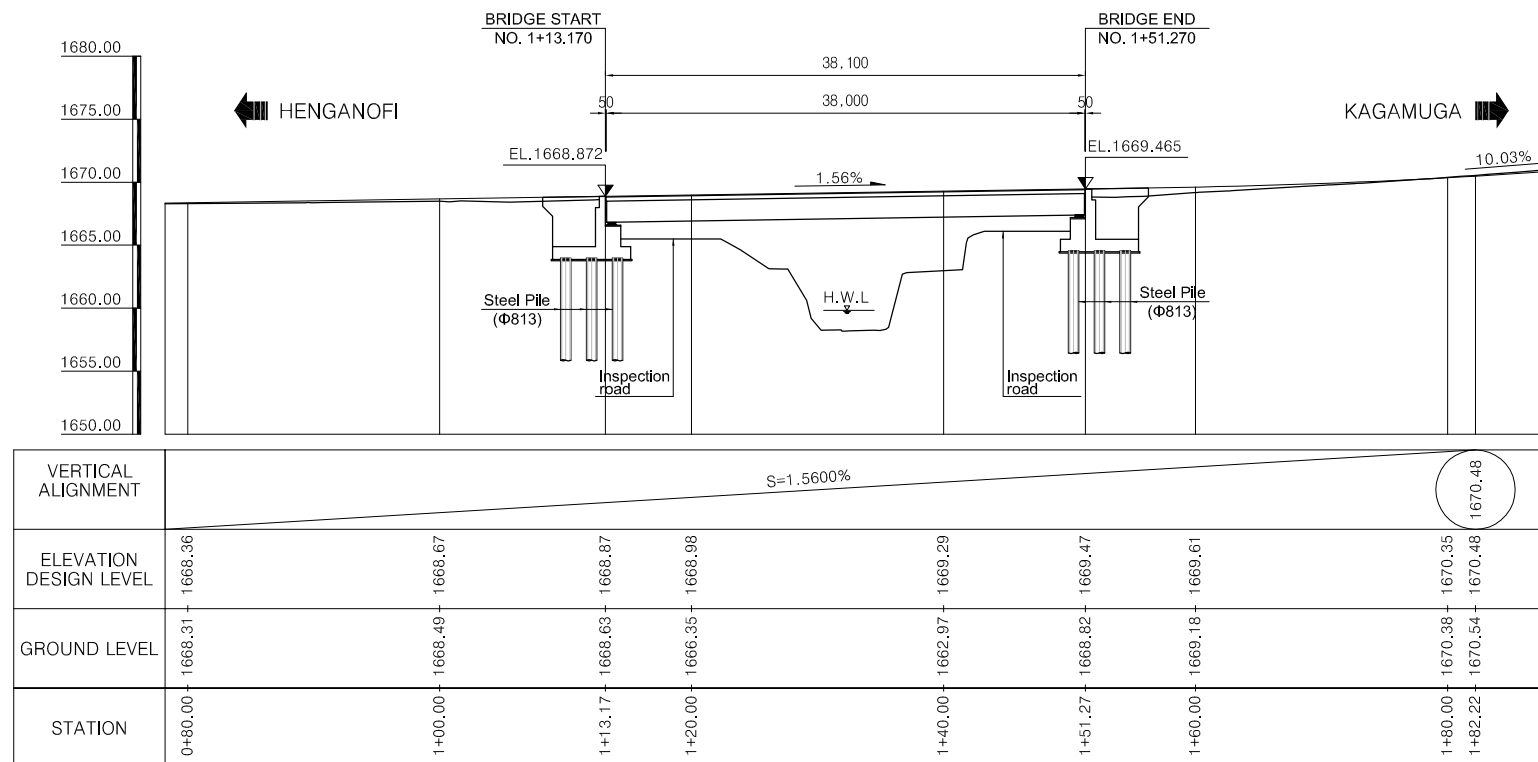 BRIDGE START
NO. 1+13.170
BRIDGE END
NO. 1+51.270
38,100
50
38,000
50
HENGANOFI
KAGAMUGA
EL.1668.872
EL.1669.465
1.56%
10.03%
1680.00
1675.00
1670.00
1665.00
1660.00
1655.00
1650.00
Steel Pile
(Φ813)
H.W.L
Steel Pile
(Φ813)
Inspection
road
Inspection
road
VERTICAL
ALIGNMENT
S=1.5600%
1670.48
ELEVATION
DESIGN LEVEL
1668.36
1668.67
1668.87
1668.98
1669.29
1669.47
1669.61
1670.35
1670.48
GROUND LEVEL
1668.31
1668.49
1668.63
1666.35
1662.97
1668.82
1669.18
1670.38
1670.54
STATION
0+80.00
1+00.00
1+13.17
1+20.00
1+40.00
1+51.27
1+60.00
1+80.00
1+82.22